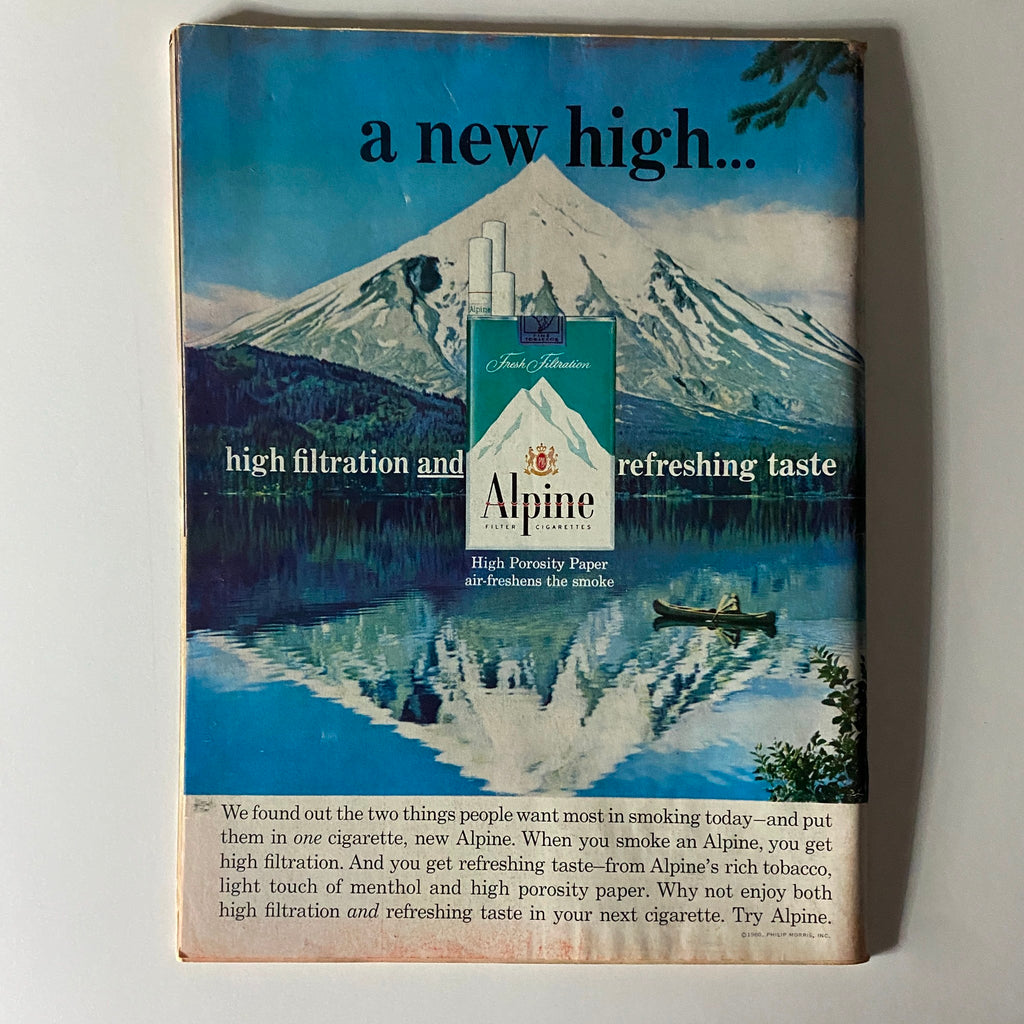 a new high...
Alpine
FINE
TOBACCOS
Fresh Filtration
high filtration and
refreshing taste
Alpine
FILTER CIGARETTES
High Porosity Paper
air-freshens the smoke
We found out the two things people want most in smoking today—and put
them in one cigarette, new Alpine. When you smoke an Alpine, you get
high filtration. And you get refreshing taste—from Alpine's rich tobacco,
light touch of menthol and high porosity paper. Why not enjoy both
high filtration and refreshing taste in your next cigarette. Try Alpine.
©1960, PHILIP MORRIS, INC.